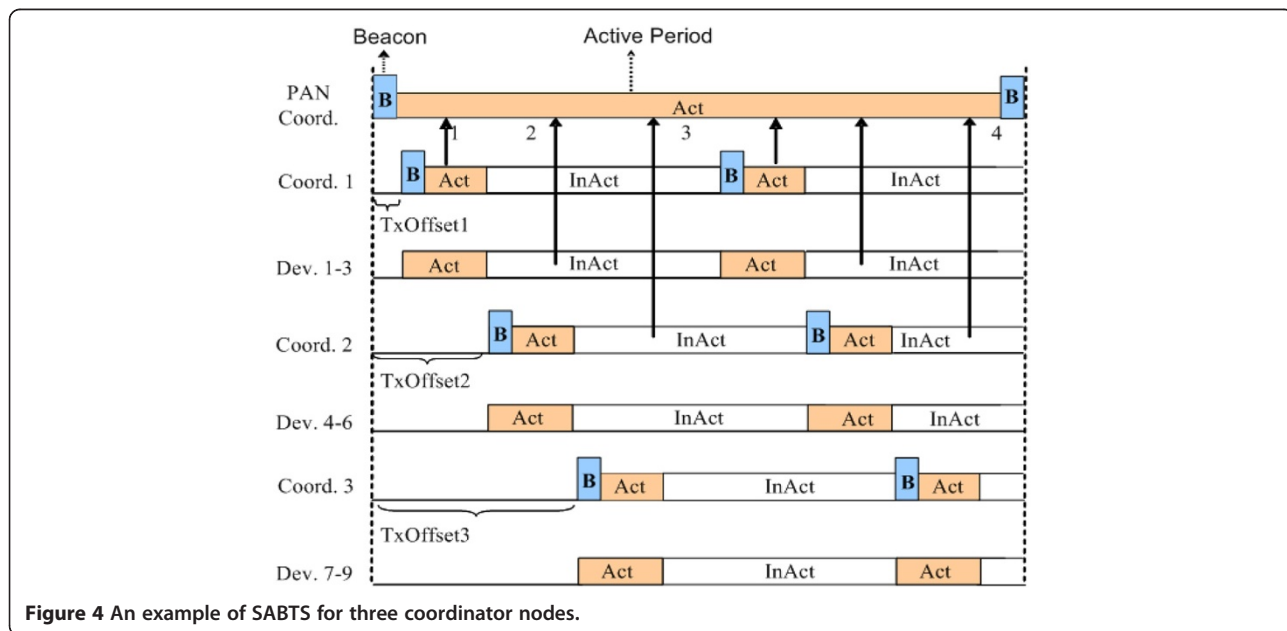 Beacon Active Period
PAN Coord. B Act B
1 2 3 4
Coord. 1 B Act InAct B Act InAct
TxOffset1
Dev. 1-3 Act InAct Act InAct
Coord. 2 B Act InAct B Act InAct
TxOffset2
Dev. 4-6 Act InAct Act InAct
Coord. 3 B Act InAct B Act
TxOffset3
Dev. 7-9 Act InAct Act
Figure 4 An example of SABTS for three coordinator nodes.